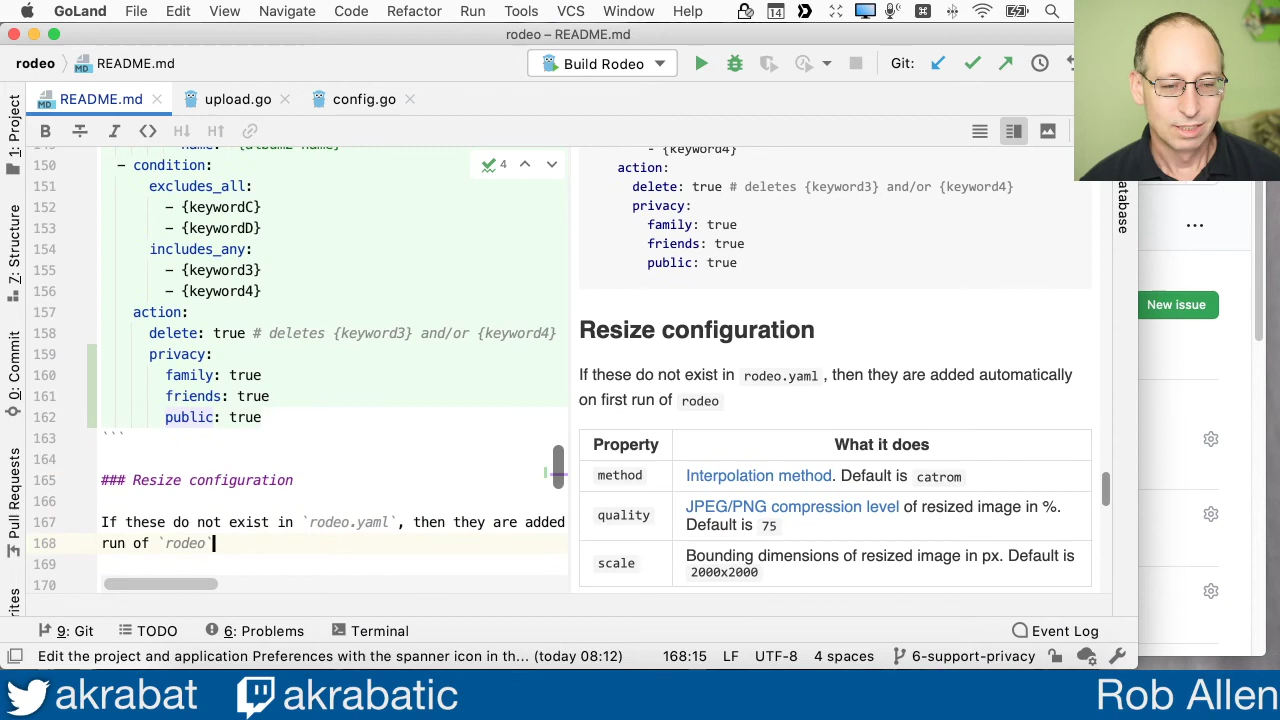 GoLand File Edit View Navigate Code Refactor Run Tools VCS Window Help 14
rodeo – README.md
rodeo README.md Build Rodeo Git:
README.md upload.go config.go
MD
1: Project
Z: Structure
0: Commit
Pull Requests
rites
150 - condition: 4
151 excludes_all:
152 - {keywordC}
153 - {keywordD}
154 includes_any:
155 - {keyword3}
156 - {keyword4}
157 action:
158 delete: true # deletes {keyword3} and/or {keyword4}
159 privacy:
160 family: true
161 friends: true
162 public: true
163 ```
164
165 ### Resize configuration
166
167 If these do not exist in `rodeo.yaml`, then they are added
168 run of `rodeo`
169
170
- {keyword4}
action:
delete: true # deletes {keyword3} and/or {keyword4}
privacy:
family: true
friends: true
public: true
Resize configuration
If these do not exist in rodeo.yaml , then they are added automatically
on first run of rodeo
Property What it does
method Interpolation method. Default is catrom
quality JPEG/PNG compression level of resized image in %.
Default is 75
scale Bounding dimensions of resized image in px. Default is
2000x2000
atabase
New issue
9: Git TODO 6: Problems Terminal Event Log
Edit the project and application Preferences with the spanner icon in th... (today 08:12) 168:15 LF UTF-8 4 spaces 6-support-privacy
akrabat akrabatic Rob Allen